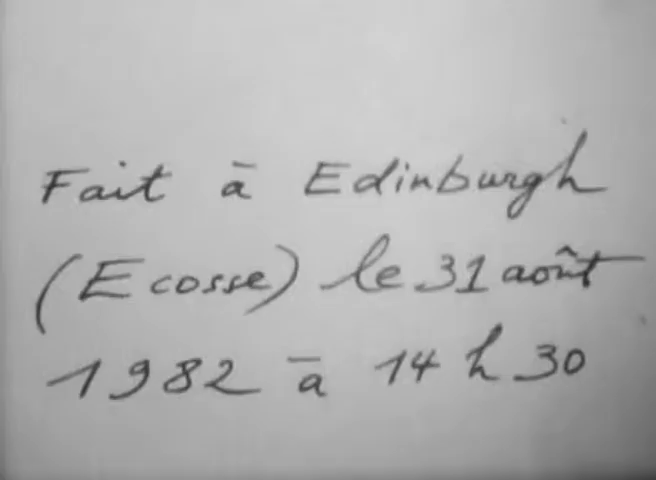 Fait à Edinburgh
(Ecosse) le 31 août
1982 à 14 h 30